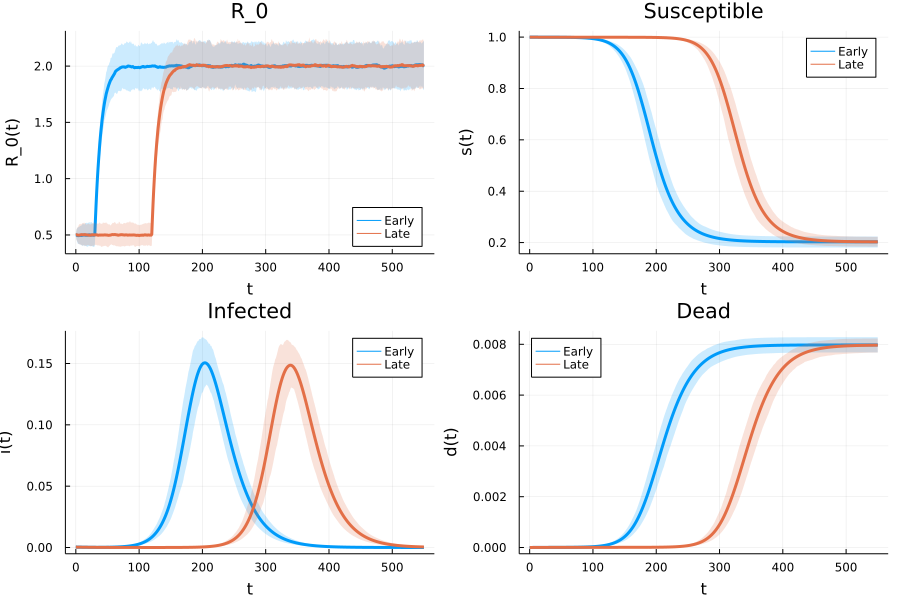 R_0
R_0(t)
2.0
1.5
1.0
0.5
0 100 200 300 400 500
t
Early
Late
Susceptible
s(t)
1.0
0.8
0.6
0.4
0.2
0 100 200 300 400 500
t
Early
Late
Infected
0.15
0.10
0.05
0.00
0 100 200 300 400 500
t
Early
Late
Dead
d(t)
0.008
0.006
0.004
0.002
0.000
0 100 200 300 400 500
t
Early
Late